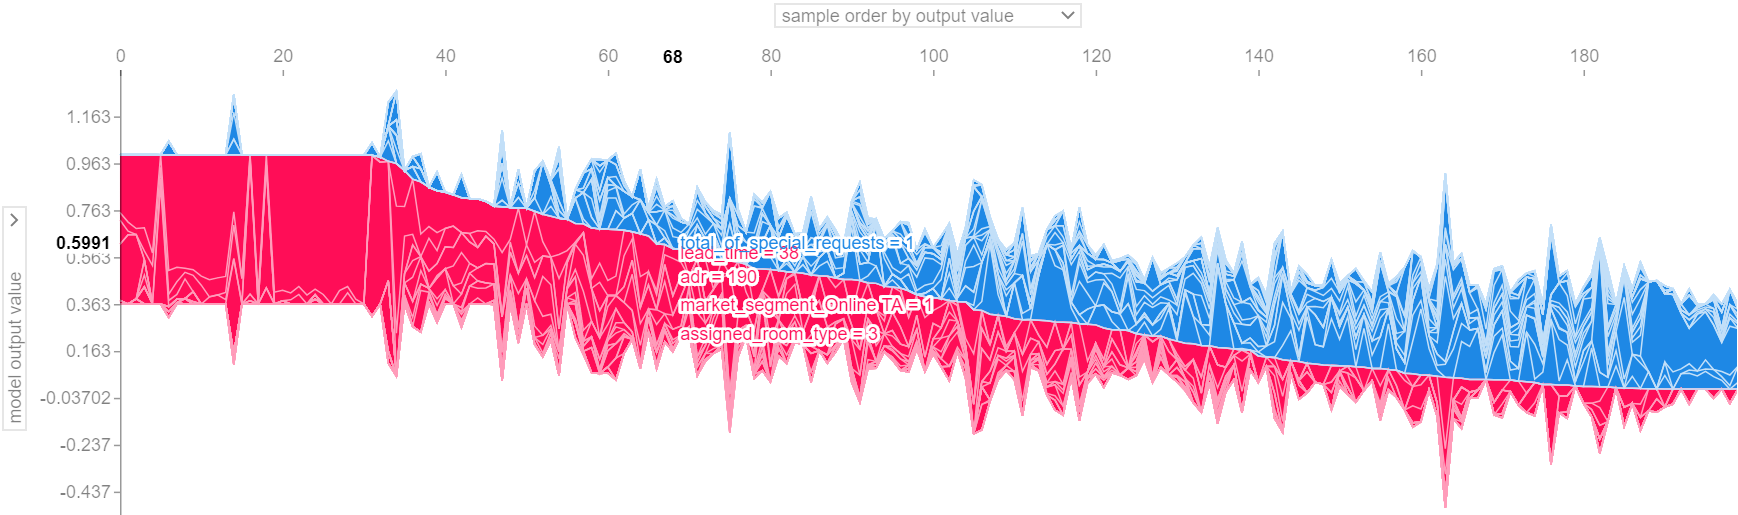 sample order by output value
0 20 40 60 68 80 100 120 140 160 180
1.163
0.963
0.763
0.5991
0.563
0.363
0.163
-0.03702
-0.237
-0.437
model output value
total_of_special_requests = 1
lead_time = 38
adr = 190
market_segment_Online TA = 1
assigned_room_type = 3